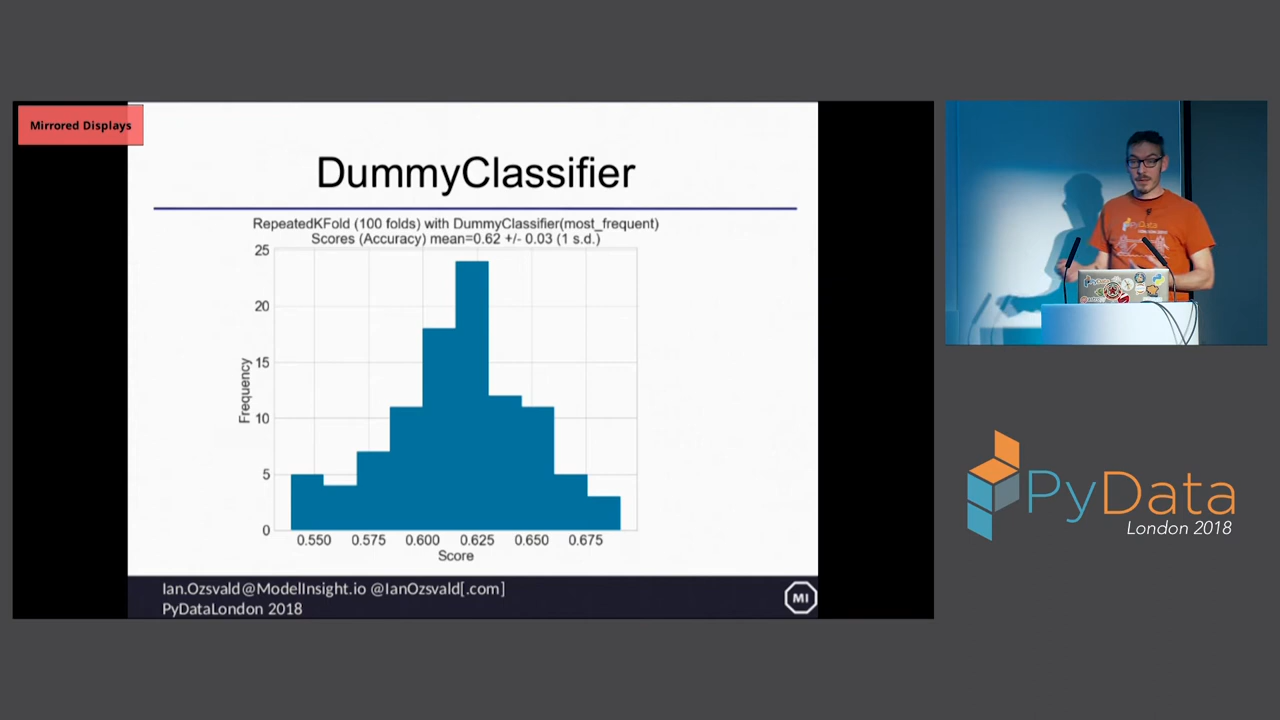 Mirrored Displays
DummyClassifier
RepeatedKFold (100 folds) with DummyClassifier(most_frequent)
Scores (Accuracy) mean=0.62 +/- 0.03 (1 s.d.)
25
20
15
10
5
0
Frequency
0.550 0.575 0.600 0.625 0.650 0.675
Score
Ian.Ozsvald@ModelInsight.io @IanOzsvald[.com]
PyDataLondon 2018
MI
PyData
London 2018